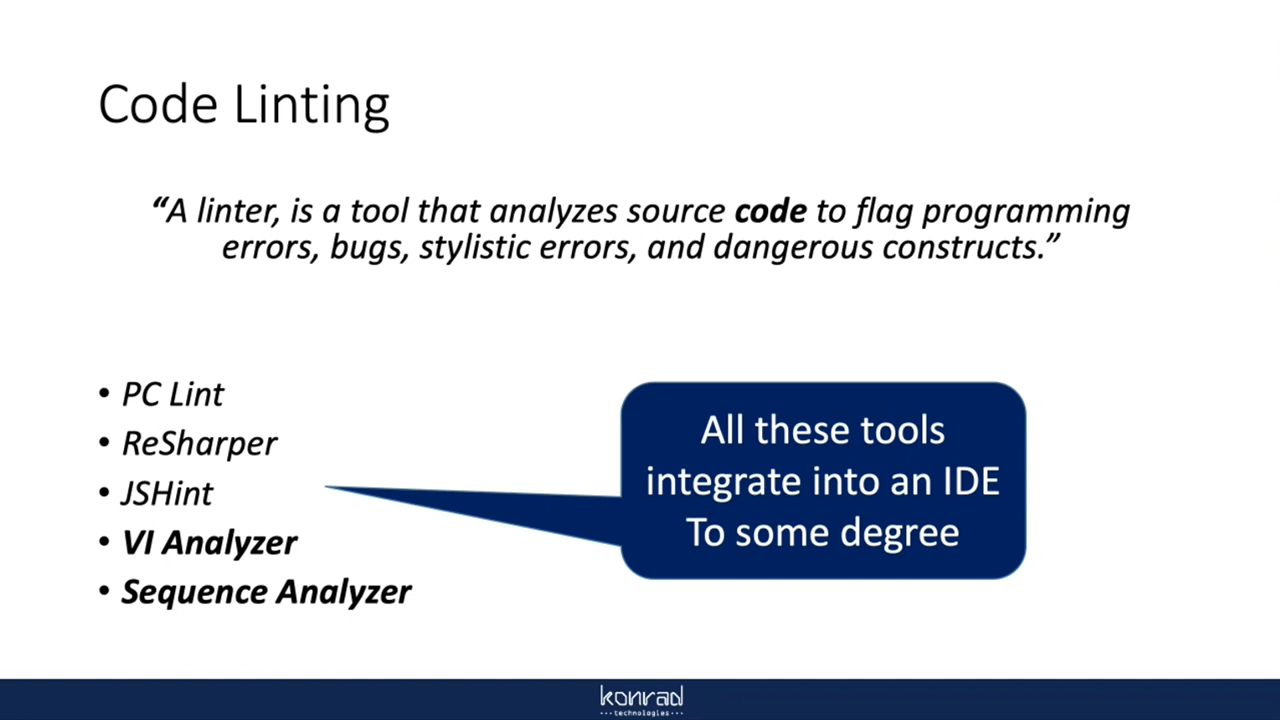 Code Linting
“A linter, is a tool that analyzes source code to flag programming
errors, bugs, stylistic errors, and dangerous constructs.”
• PC Lint
• ReSharper
• JSHint
• VI Analyzer
• Sequence Analyzer
All these tools
integrate into an IDE
To some degree
konrad
technologies